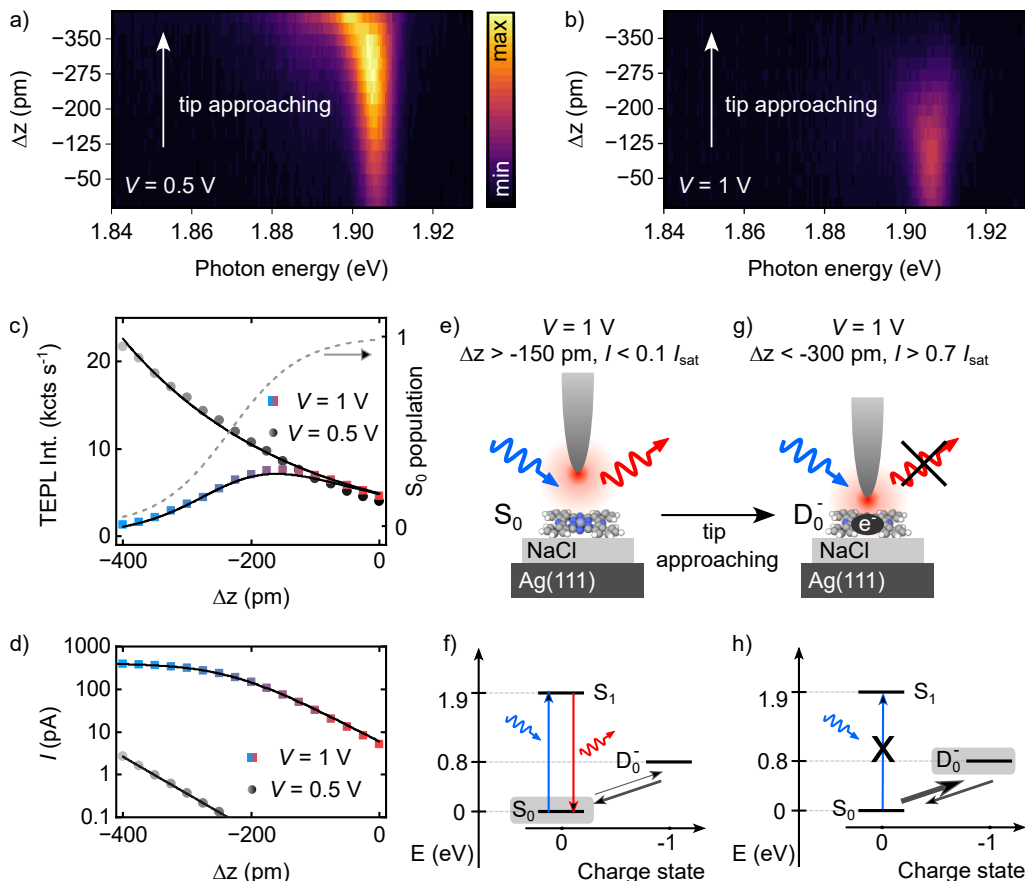 a)
−350
−275
−200
−125
−50
Δz (pm)
tip approaching
V = 0.5 V
1.84 1.86 1.88 1.90 1.92
Photon energy (eV)
max
min
b)
−350
−275
−200
−125
−50
Δz (pm)
tip approaching
V = 1 V
1.84 1.86 1.88 1.90 1.92
Photon energy (eV)
c)
20
10
0
TEPL Int. (kcts s⁻¹)
1
0
S₀ population
V = 1 V
V = 0.5 V
−400 −200 0
Δz (pm)
d)
1000
100
10
1
0.1
I (pA)
V = 1 V
V = 0.5 V
−400 −200 0
Δz (pm)
e)
V = 1 V
Δz > -150 pm, I < 0.1 Iₛₐₜ
S₀
NaCl
Ag(111)
tip
approaching
g)
V = 1 V
Δz < -300 pm, I > 0.7 Iₛₐₜ
D₀⁻
e⁻
NaCl
Ag(111)
f)
1.9
0.8
0
S₁
D₀⁻
S₀
0 -1
E (eV)
Charge state
h)
1.9
0.8
0
S₁
D₀⁻
S₀
0 -1
E (eV)
Charge state